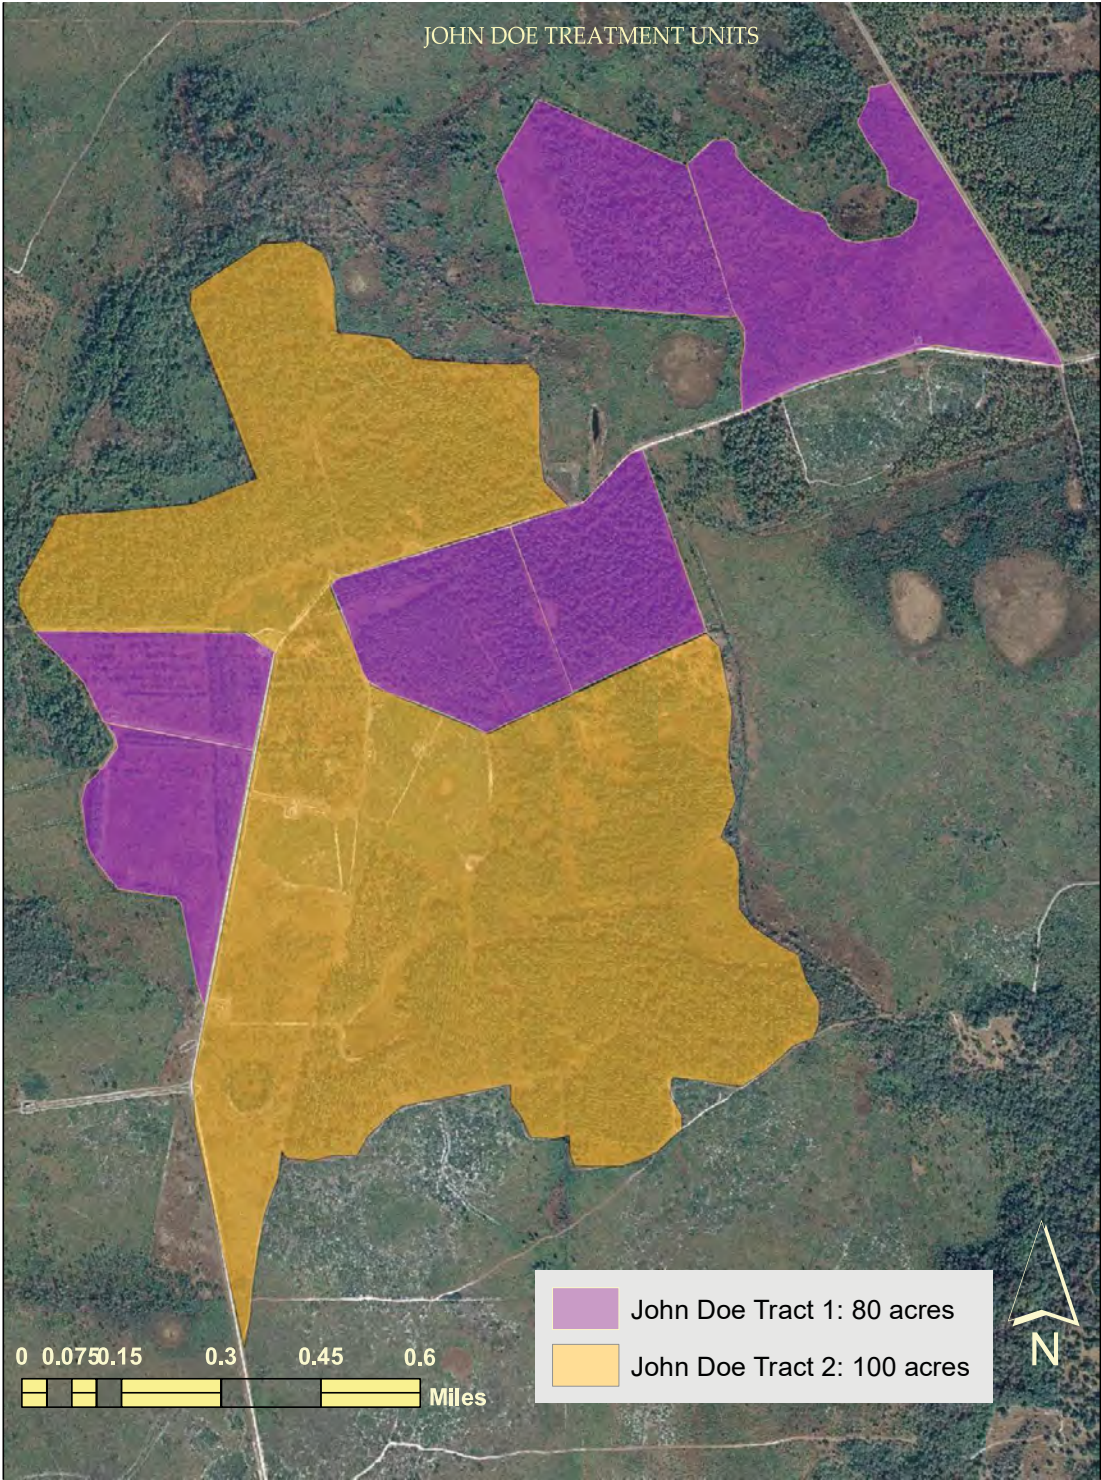 JOHN DOE TREATMENT UNITS
John Doe Tract 1: 80 acres
John Doe Tract 2: 100 acres
N
0 0.075 0.15 0.3 0.45 0.6
Miles